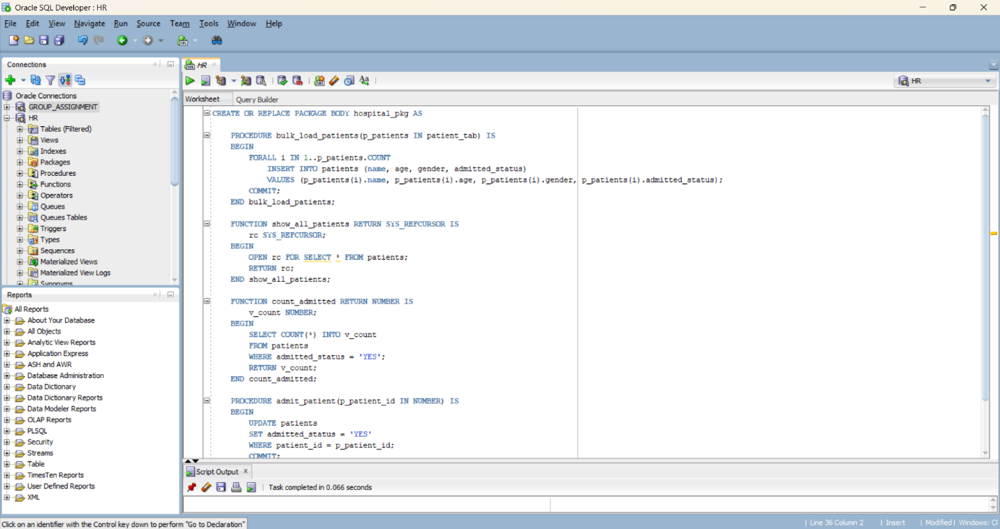 Oracle SQL Developer : HR
File Edit View Navigate Run Source Team Tools Window Help
Connections
Oracle Connections
GROUP_ASSIGNMENT
HR
Tables (Filtered)
Views
Indexes
Packages
Procedures
Functions
Operators
Queues
Queues Tables
Triggers
Types
Sequences
Materialized Views
Materialized View Logs
Synonyms
Reports
All Reports
About Your Database
All Objects
Analytic View Reports
Application Express
ASH and AWR
Database Administration
Data Dictionary
Data Dictionary Reports
Data Modeler Reports
OLAP Reports
PLSQL
Security
Streams
Table
TimesTen Reports
User Defined Reports
XML
HR
HR
Worksheet Query Builder
CREATE OR REPLACE PACKAGE BODY hospital_pkg AS
PROCEDURE bulk_load_patients(p_patients IN patient_tab) IS
BEGIN
FORALL i IN 1..p_patients.COUNT
INSERT INTO patients (name, age, gender, admitted_status)
VALUES (p_patients(i).name, p_patients(i).age, p_patients(i).gender, p_patients(i).admitted_status);
COMMIT;
END bulk_load_patients;
FUNCTION show_all_patients RETURN SYS_REFCURSOR IS
rc SYS_REFCURSOR;
BEGIN
OPEN rc FOR SELECT * FROM patients;
RETURN rc;
END show_all_patients;
FUNCTION count_admitted RETURN NUMBER IS
v_count NUMBER;
BEGIN
SELECT COUNT(*) INTO v_count
FROM patients
WHERE admitted_status = 'YES';
RETURN v_count;
END count_admitted;
PROCEDURE admit_patient(p_patient_id IN NUMBER) IS
BEGIN
UPDATE patients
SET admitted_status = 'YES'
WHERE patient_id = p_patient_id;
COMMIT;
Script Output
Task completed in 0.066 seconds
Click on an identifier with the Control key down to perform "Go to Declaration"
Line 36 Column 2 | Insert | Modified | Windows: CF